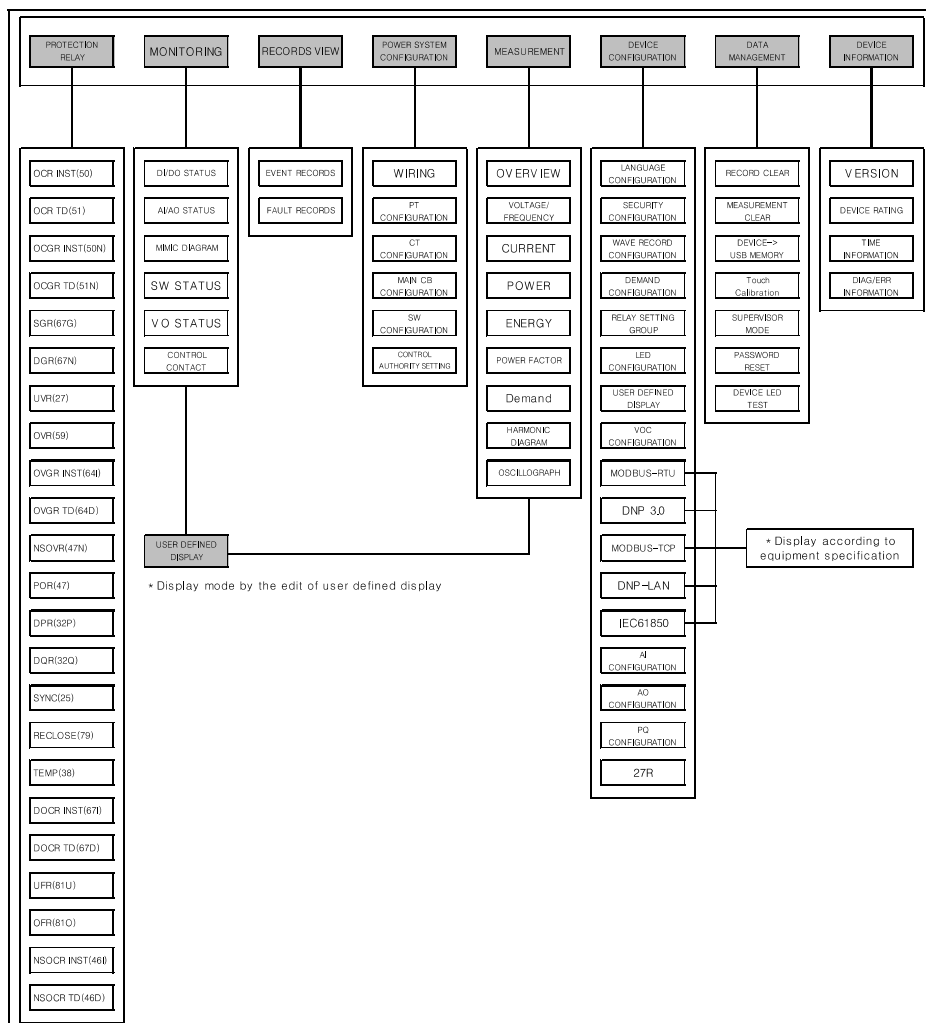 PROTECTION
RELAY
MONITORING
RECORDS VIEW
POWER SYSTEM
CONFIGURATION
MEASUREMENT
DEVICE
CONFIGURATION
DATA
MANAGEMENT
DEVICE
INFORMATION
OCR INST(50)
OCR TD(51)
OCGR INST(50N)
OCGR TD(51N)
SGR(67G)
DGR(67N)
UVR(27)
OVR(59)
OVGR INST(64I)
OVGR TD(64D)
NSOVR(47N)
POR(47)
DPR(32P)
DQR(32Q)
SYNC(25)
RECLOSE(79)
TEMP(38)
DOCR INST(67I)
DOCR TD(67D)
UFR(81U)
OFR(81O)
NSOCR INST(46I)
NSOCR TD(46D)
DI/DO STATUS
AI/AO STATUS
MIMIC DIAGRAM
SW STATUS
VO STATUS
CONTROL
CONTACT
USER DEFINED
DISPLAY
* Display mode by the edit of user defined display
EVENT RECORDS
FAULT RECORDS
WIRING
PT
CONFIGURATION
CT
CONFIGURATION
MAIN CB
CONFIGURATION
SW
CONFIGURATION
CONTROL
AUTHORITY SETTING
OVERVIEW
VOLTAGE/
FREQUENCY
CURRENT
POWER
ENERGY
POWER FACTOR
Demand
HARMONIC
DIAGRAM
OSCILLOGRAPH
LANGUAGE
CONFIGURATION
SECURITY
CONFIGURATION
WAVE RECORD
CONFIGURATION
DEMAND
CONFIGURATION
RELAY SETTING
GROUP
LED
CONFIGURATION
USER DEFINED
DISPLAY
VOC
CONFIGURATION
MODBUS-RTU
DNP 3.0
MODBUS-TCP
DNP-LAN
IEC61850
AI
CONFIGURATION
AO
CONFIGURATION
PQ
CONFIGURATION
27R
* Display according to
equipment specification
RECORD CLEAR
MEASUREMENT
CLEAR
DEVICE->
USB MEMORY
Touch
Calibration
SUPERVISOR
MODE
PASSWORD
RESET
DEVICE LED
TEST
VERSION
DEVICE RATING
TIME
INFORMATION
DIAG/ERR
INFORMATION